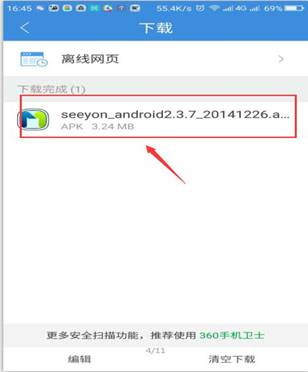 16:45 55.4K/s 4G 4G 69%
下载
离线网页
下载完成 (1)
seeyon_android2.3.7_20141226.a...
APK 3.24 MB
更多安全扫描功能，推荐使用 360手机卫士
4/11
编辑 清空下载